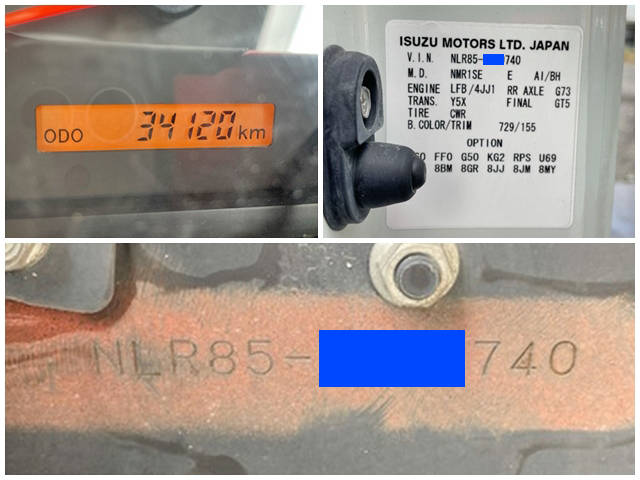 ODO 34120 km
ISUZU MOTORS LTD. JAPAN
V.I.N. NLR85- 740
M.D. NMR1SE E AI/BH
ENGINE LFB/4JJ1 RR AXLE G73
TRANS. Y5X FINAL GT5
TIRE CWR
B.COLOR/TRIM 729/155
OPTION
FFO G50 KG2 RPS U69
8BM 8GR 8JJ 8JM 8MY
NLR85- 740